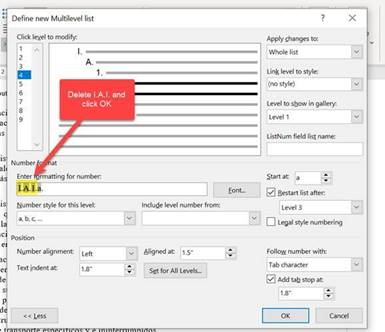 Define new Multilevel list
Click level to modify:
1
2
3
4
5
6
7
8
9
I.
A.
1.
Delete I.A.I. and
click OK
Apply changes to:
Whole list
Link level to style:
(no style)
Level to show in gallery:
Level 1
ListNum field list name:
Number format
Enter formatting for number:
I.A.1.a.
Font...
Start at: a
Restart list after:
Level 3
Legal style numbering
Number style for this level:
a, b, c, ...
Include level number from:
Position
Number alignment: Left
Aligned at: 1.5"
Text indent at: 1.8"
Set for All Levels...
Follow number with:
Tab character
Add tab stop at:
1.8"
<< Less
OK
Cancel
transporte específicos y e ininterrumpidos